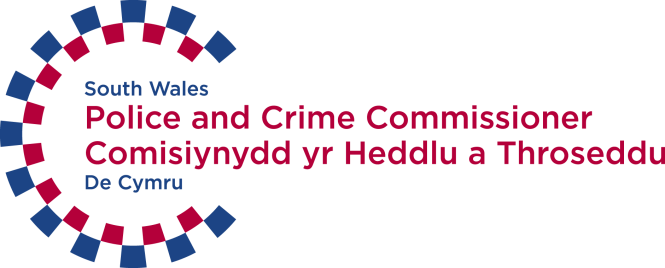 South Wales
Police and Crime Commissioner
Comisiynydd yr Heddlu a Throseddu
De Cymru